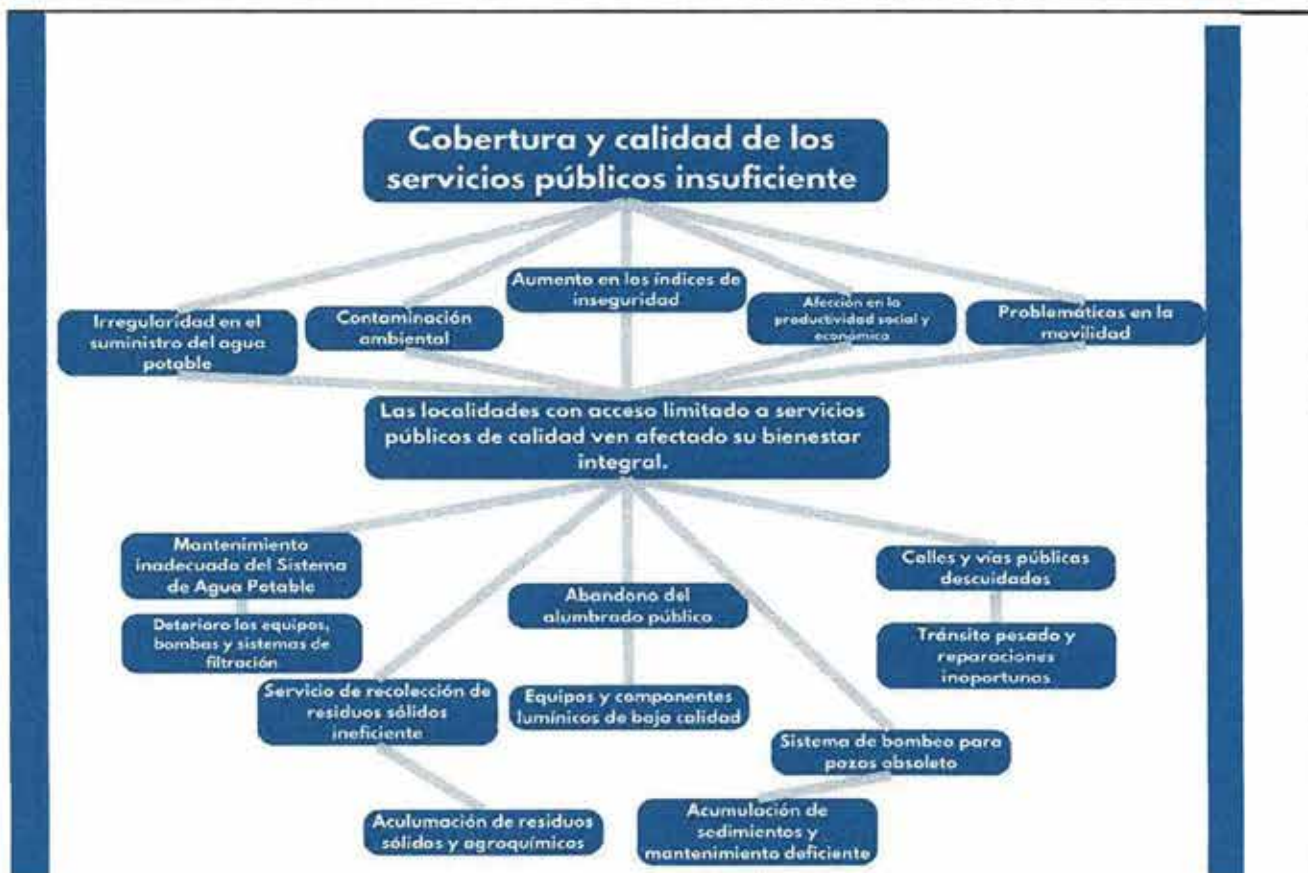 Cobertura y calidad de los
servicios públicos insuficiente
Aumento en los índices de
inseguridad
Irregularidad en el
suministro del agua
potable
Contaminación
ambiental
Afección en la
productividad social y
económica
Problemáticas en la
movilidad
Las localidades con acceso limitado a servicios
públicos de calidad ven afectado su bienestar
integral.
Mantenimiento
inadecuado del Sistema
de Agua Potable
Deterioro los equipos,
bombas y sistemas de
filtración
Servicio de recolección de
residuos sólidos
ineficiente
Aculumación de residuos
sólidos y agroquímicos
Abandono del
alumbrado público
Equipos y componentes
lumínicos de baja calidad
Sistema de bombeo para
pozos obsoleto
Acumulación de
sedimientos y
mantenimiento deficiente
Calles y vías públicas
descuidadas
Tránsito pesado y
reparaciones
inoportunas